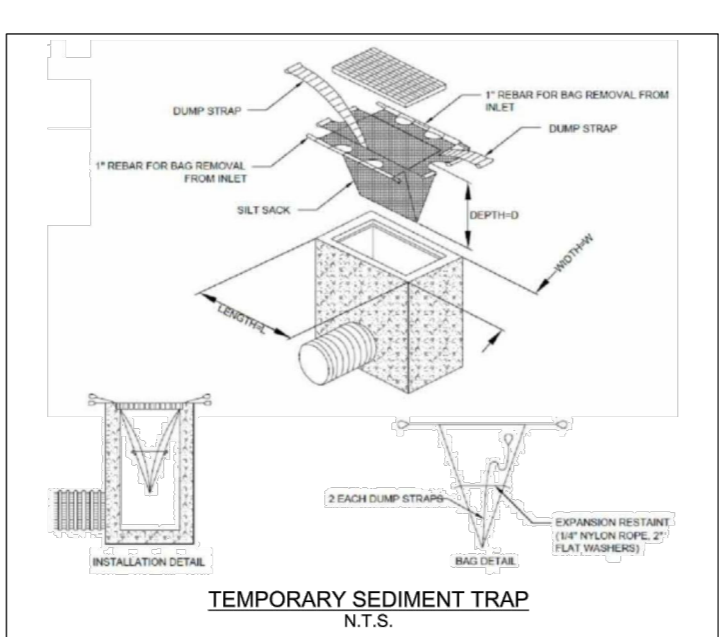 DUMP STRAP
1" REBAR FOR BAG REMOVAL FROM
INLET
DUMP STRAP
1" REBAR FOR BAG REMOVAL
FROM INLET
SILT SACK
DEPTH=D
WIDTH=W
LENGTH=L
2 EACH DUMP STRAPS
EXPANSION RESTAINT
(1/4" NYLON ROPE, 2"
FLAT WASHERS)
INSTALLATION DETAIL
BAG DETAIL
TEMPORARY SEDIMENT TRAP
N.T.S.